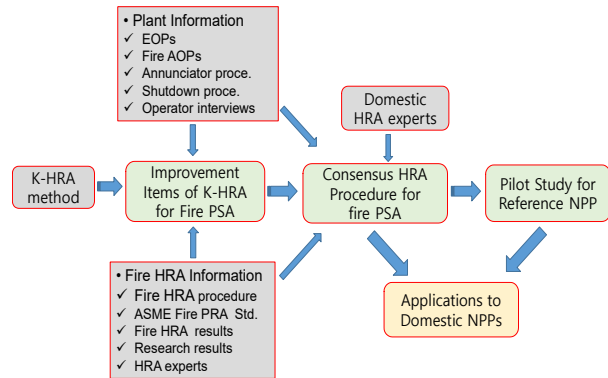 • Plant Information
✓ EOPs
✓ Fire AOPs
✓ Annunciator proce.
✓ Shutdown proce.
✓ Operator interviews
Domestic
HRA experts
K-HRA
method
Improvement
Items of K-HRA
for Fire PSA
Consensus HRA
Procedure for
fire PSA
Pilot Study for
Reference NPP
• Fire HRA Information
✓ Fire HRA procedure
✓ ASME Fire PRA Std.
✓ Fire HRA results
✓ Research results
✓ HRA experts
Applications to
Domestic NPPs